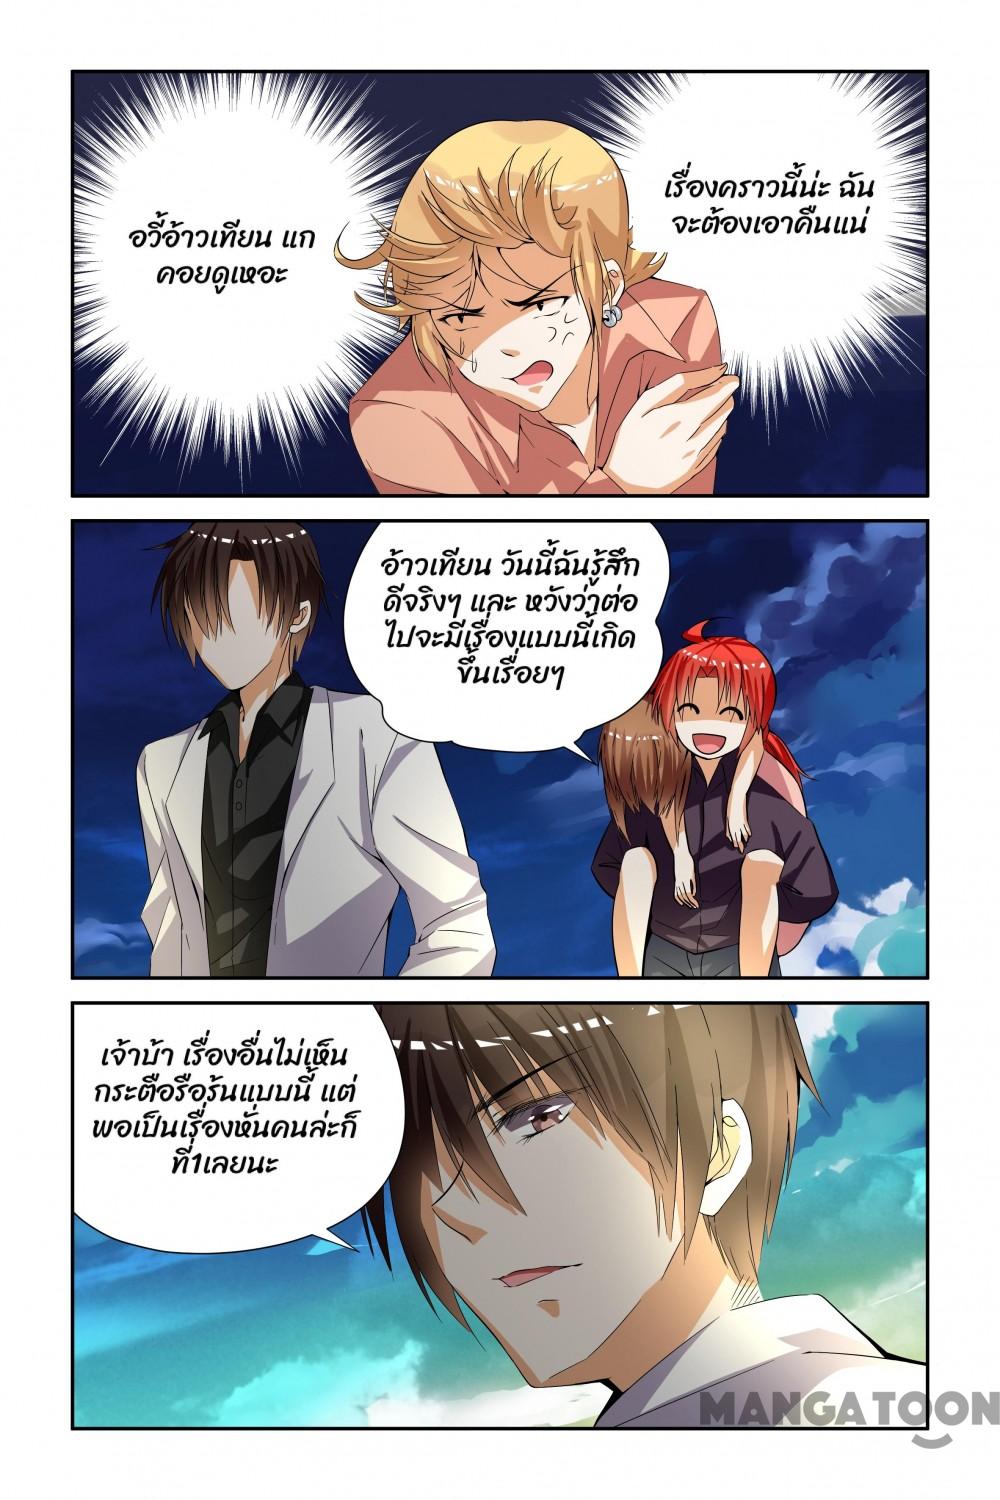 อวี้อ้าวเทียน แก
คอยดูเหอะ
เรื่องคราวนี้น่ะ ฉัน
จะต้องเอาคืนแน่
อ้าวเทียน วันนี้ฉันรู้สึก
ดีจริงๆ และ หวังว่าต่อ
ไปจะมีเรื่องแบบนี้เกิด
ขึ้นเรื่อยๆ
เจ้าบ้า เรื่องอื่นไม่เห็น
กระตือรือร้นแบบนี้ แต่
พอเป็นเรื่องหั่นคนล่ะก็
ที่1เลยนะ
MANGATOON